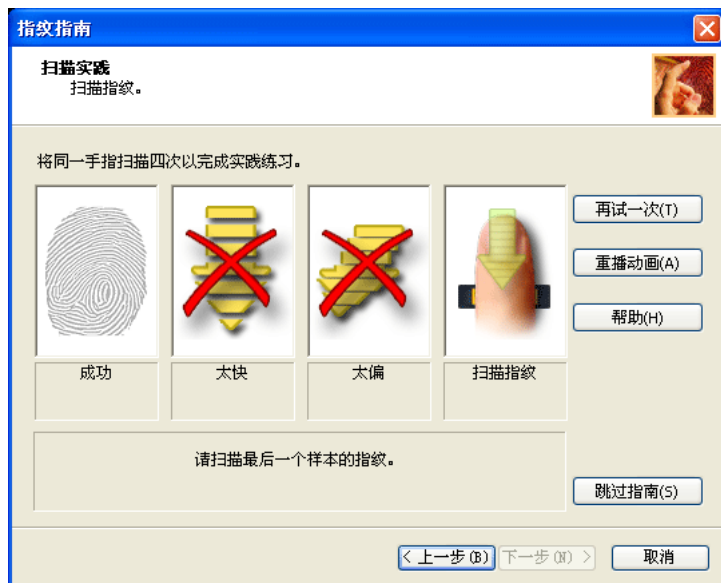 指纹指南
扫描实践
扫描指纹。
将同一手指扫描四次以完成实践练习。
成功
太快
太偏
扫描指纹
再试一次(T)
重播动画(A)
帮助(H)
请扫描最后一个样本的指纹。
跳过指南(S)
< 上一步(B)
下一步(N) >
取消